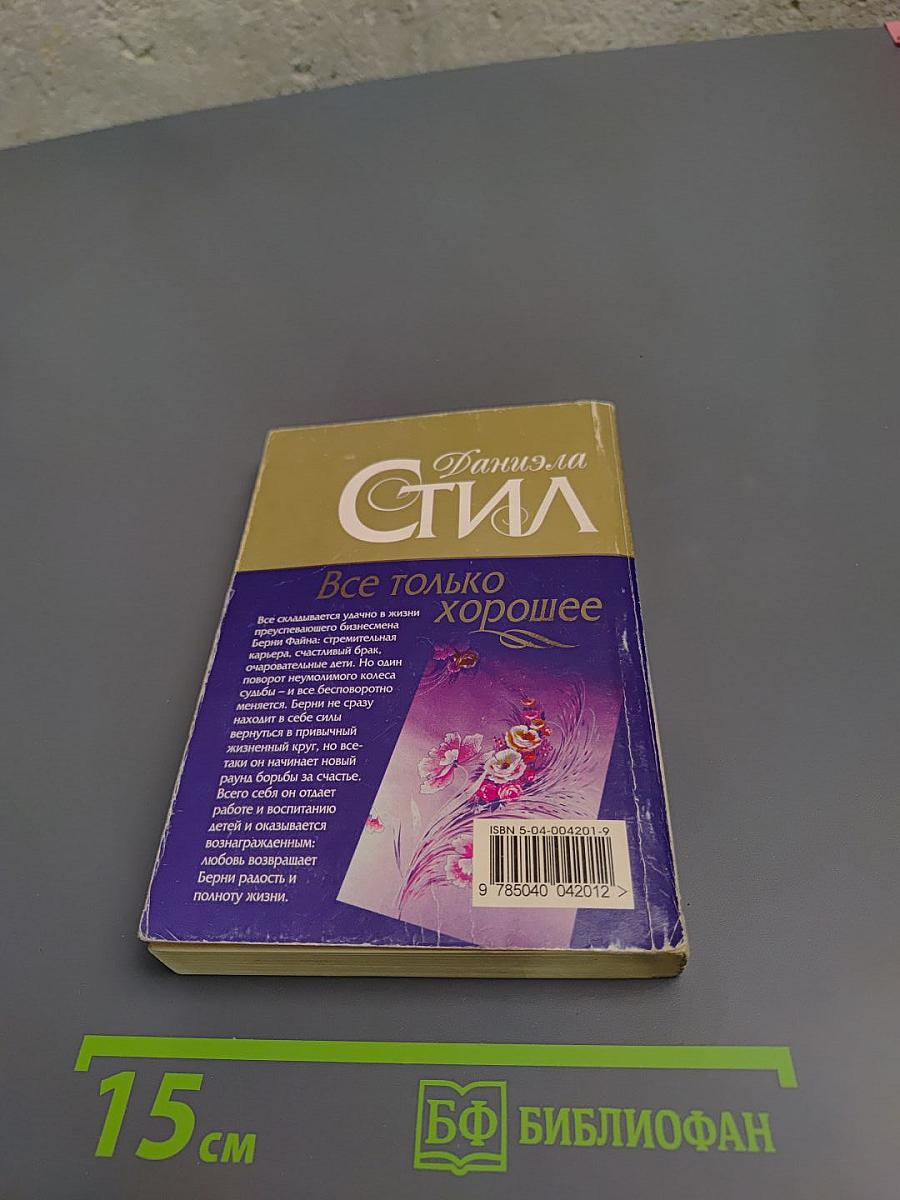 Даниэла
Стил
Все только
хорошее
Все складывается удачно в жизни
преуспевающего бизнесмена
Берни Файна: стремительная
карьера, счастливый брак,
очаровательные дети. Но один
поворот неумолимого колеса
судьбы – и все бесповоротно
меняется. Берни не сразу
находит в себе силы
вернуться в привычный
жизненный круг, но все-
таки он начинает новый
раунд борьбы за счастье.
Всего себя он отдает
работе и воспитанию
детей и оказывается
вознагражденным:
любовь возвращает
Берни радость и
полноту жизни.
ISBN 5-04-004201-9
9 785040 042012 >
15 см
БФ БИБЛИОФАН